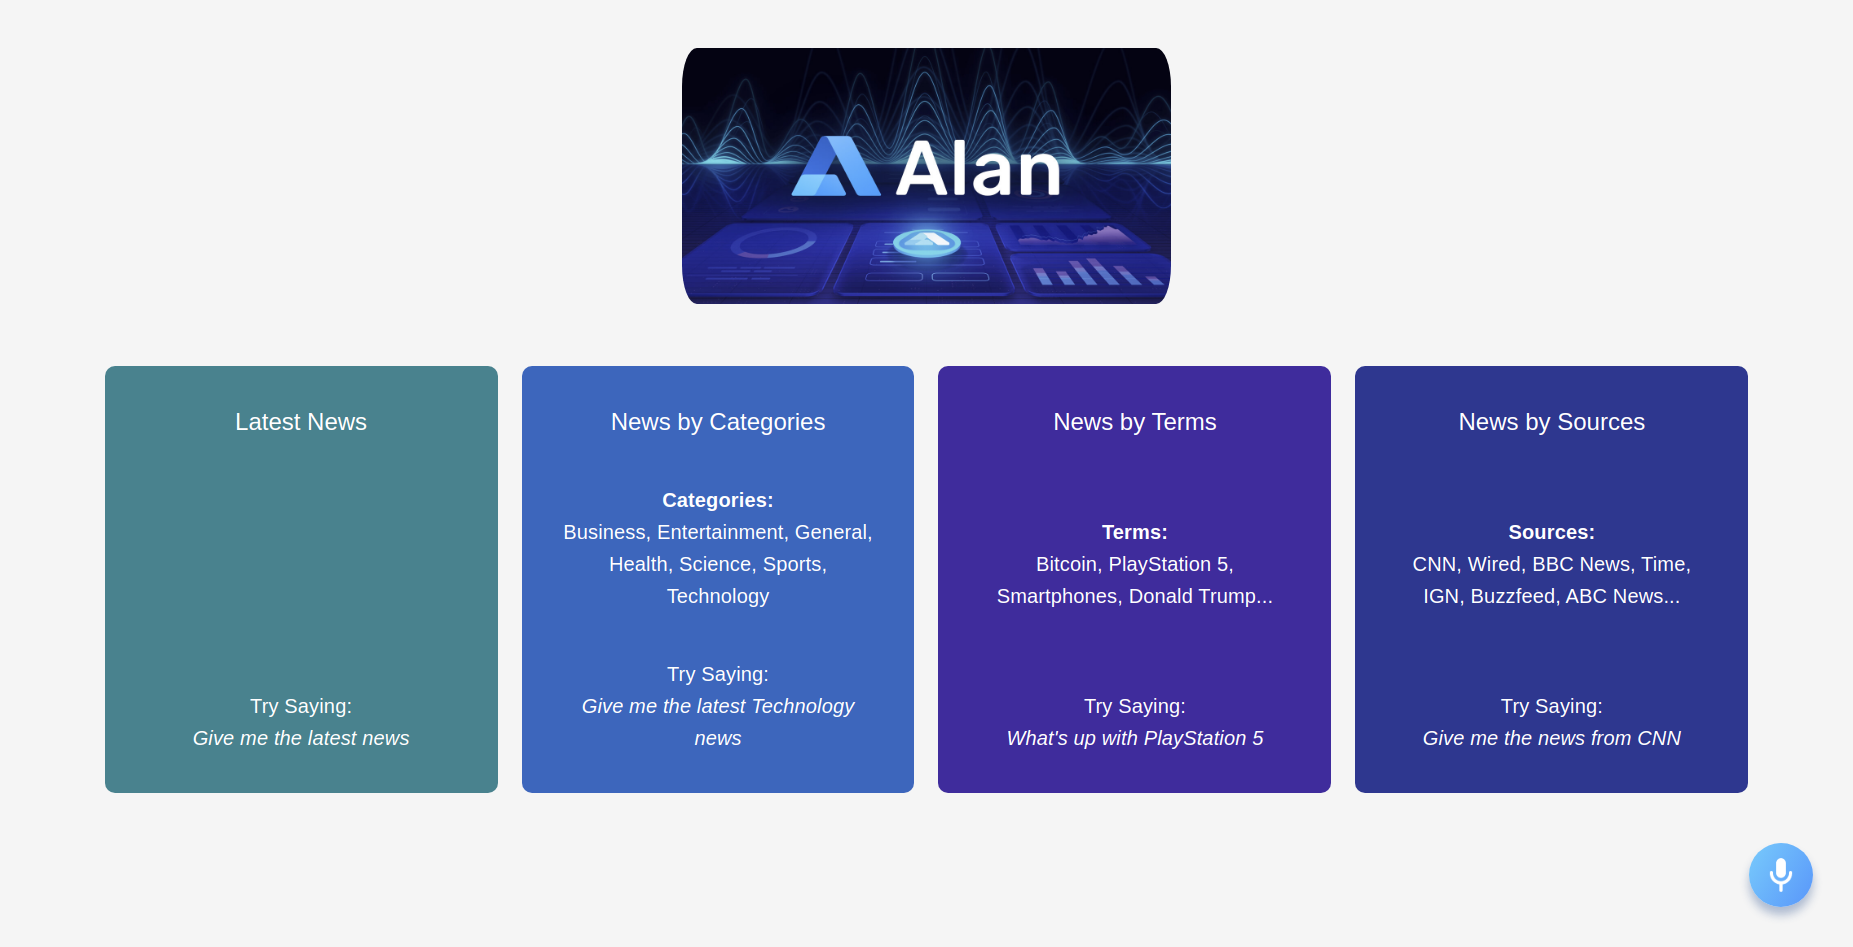 Alan
Latest News
Try Saying:
Give me the latest news
News by Categories
Categories:
Business, Entertainment, General,
Health, Science, Sports,
Technology
Try Saying:
Give me the latest Technology
news
News by Terms
Terms:
Bitcoin, PlayStation 5,
Smartphones, Donald Trump...
Try Saying:
What's up with PlayStation 5
News by Sources
Sources:
CNN, Wired, BBC News, Time,
IGN, Buzzfeed, ABC News...
Try Saying:
Give me the news from CNN